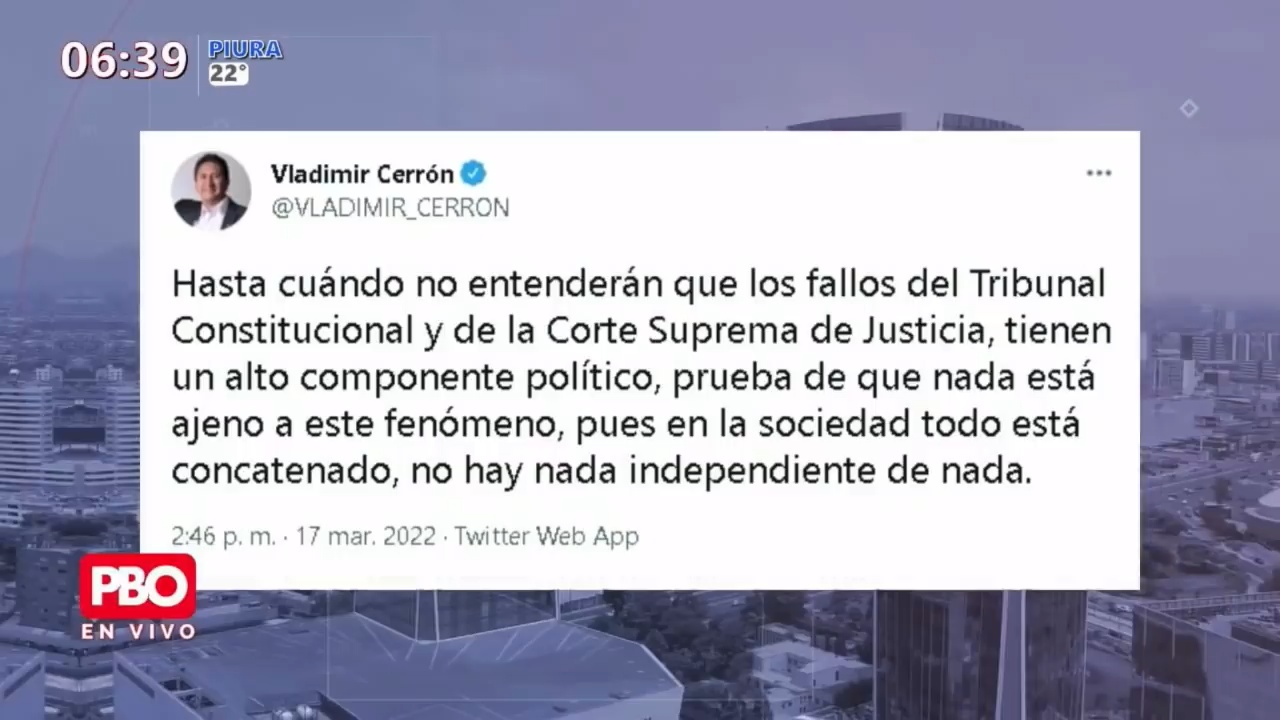 06:39
PIURA
22°
Vladimir Cerrón
@VLADIMIR_CERRON
Hasta cuándo no entenderán que los fallos del Tribunal
Constitucional y de la Corte Suprema de Justicia, tienen
un alto componente político, prueba de que nada está
ajeno a este fenómeno, pues en la sociedad todo está
concatenado, no hay nada independiente de nada.
2:46 p. m. · 17 mar. 2022 · Twitter Web App
PBO
EN VIVO